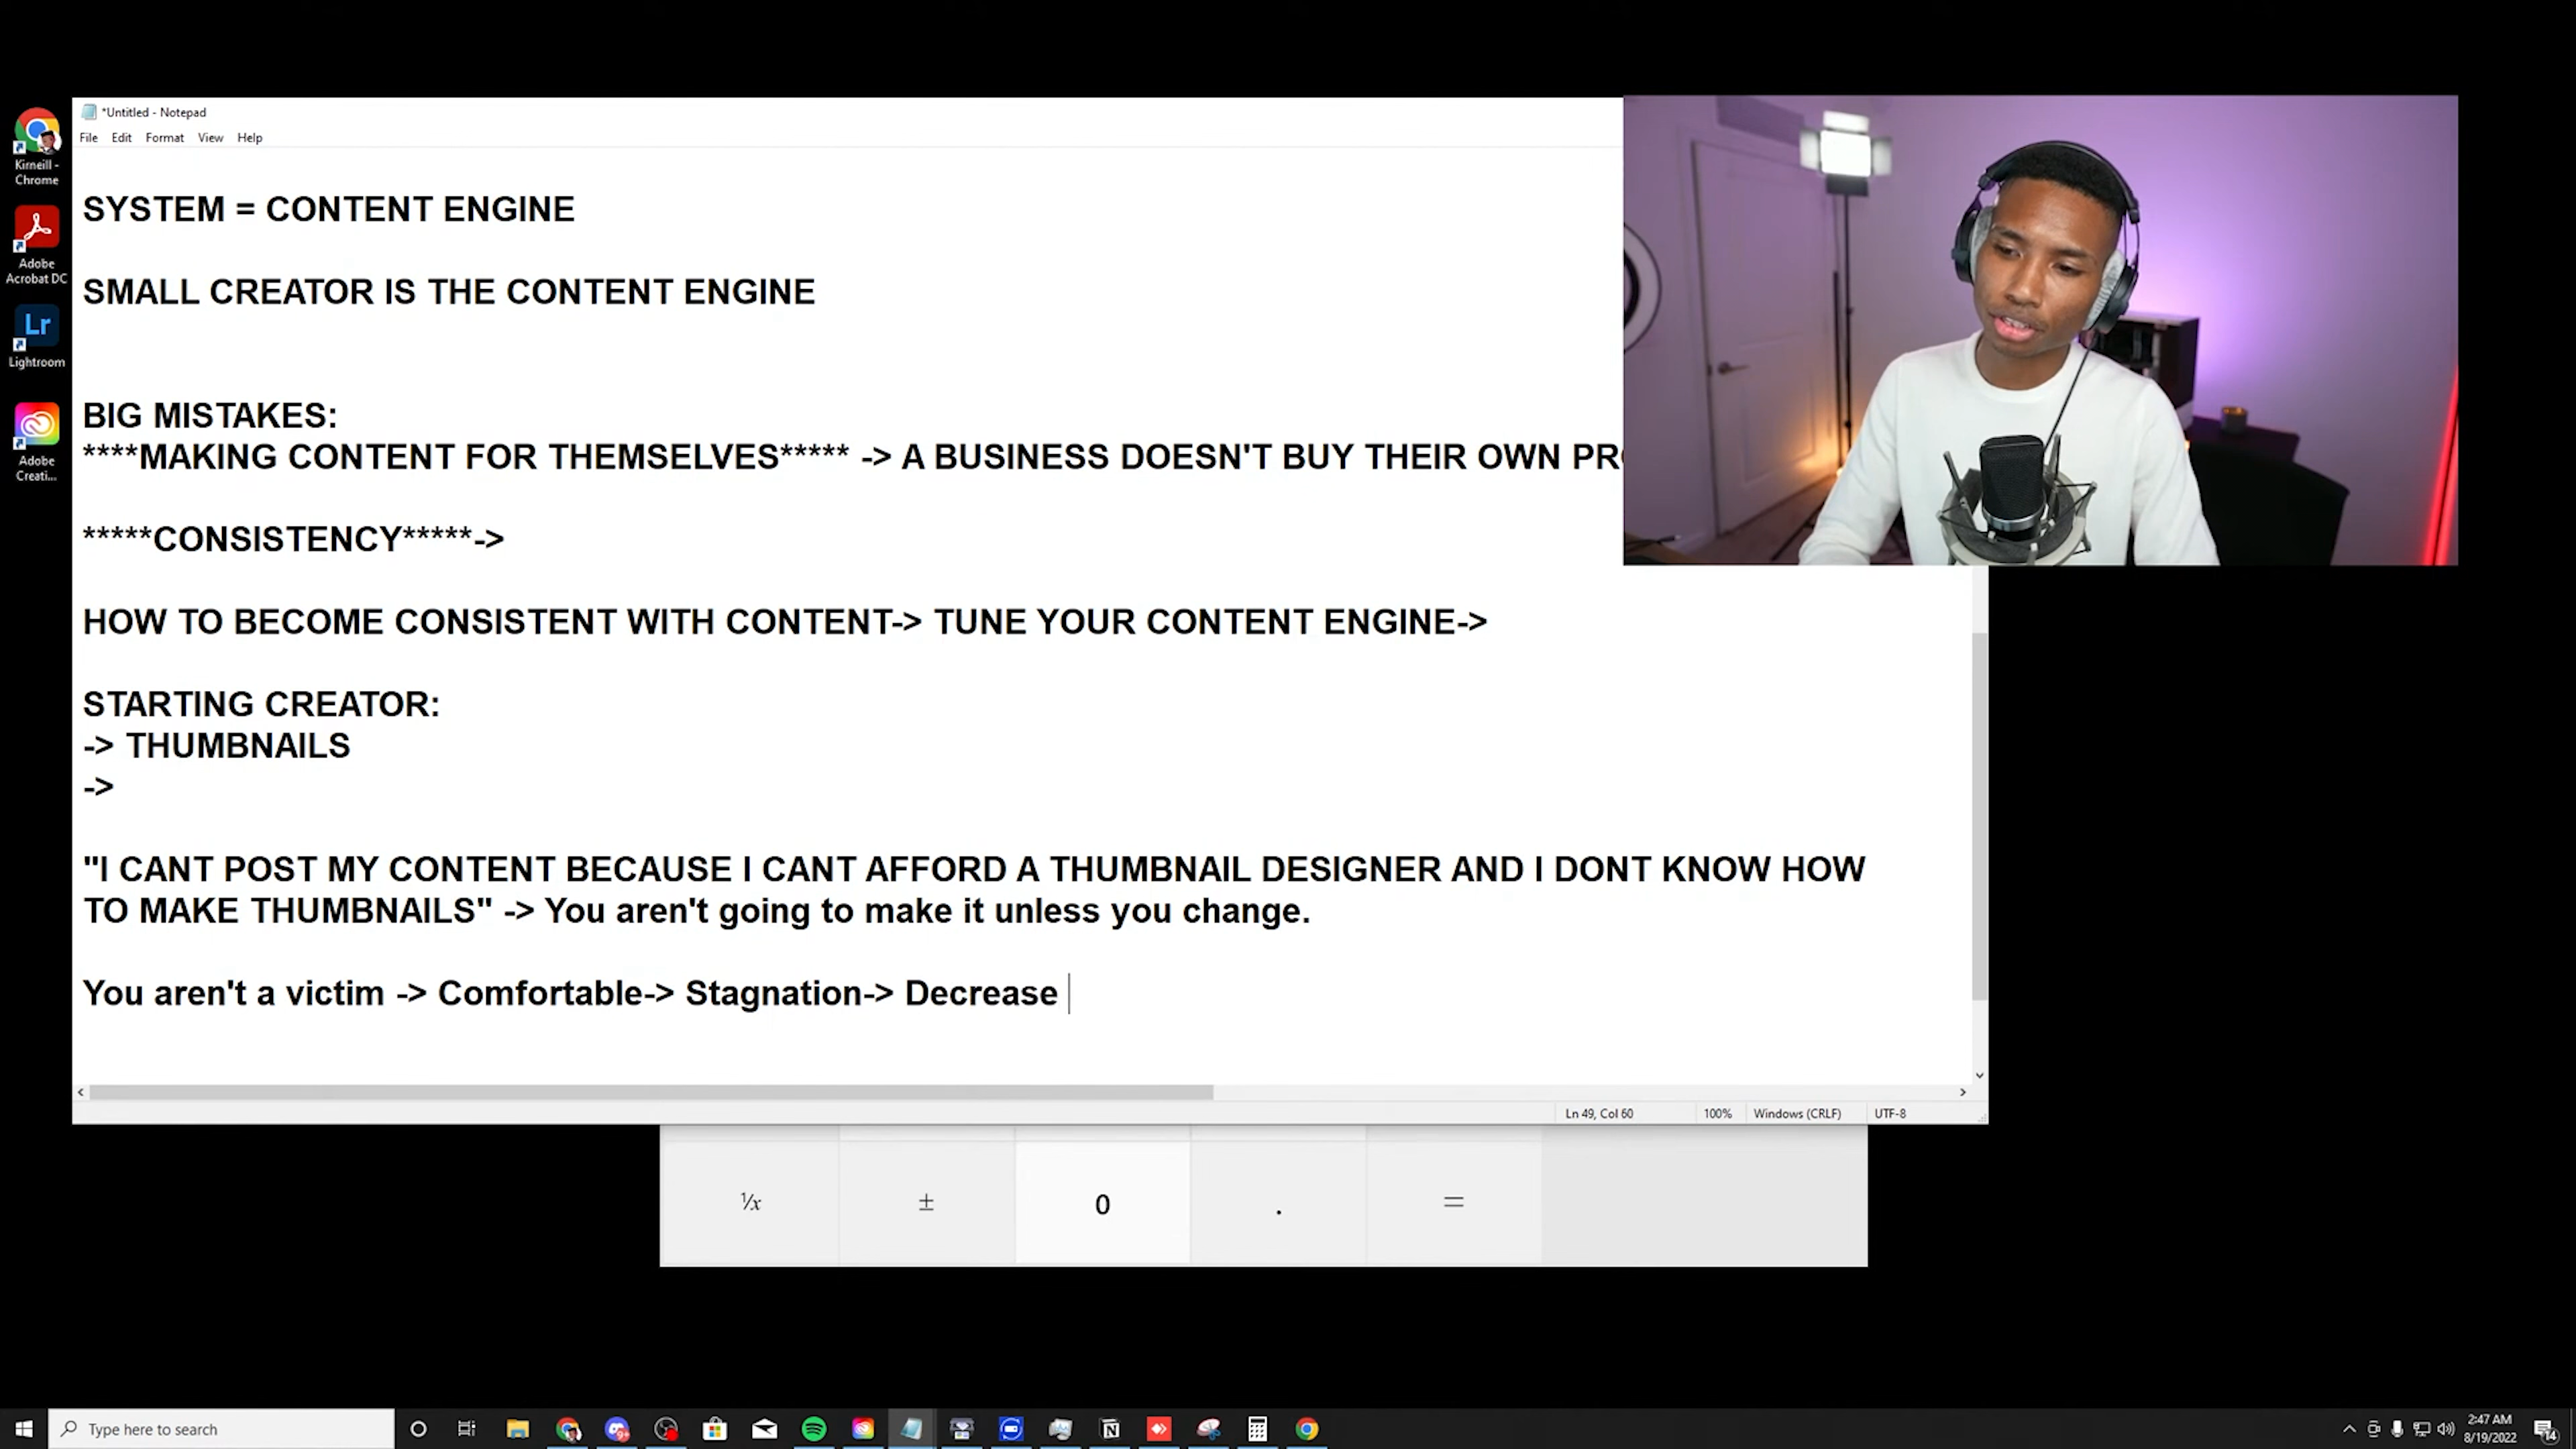 *Untitled - Notepad
File Edit Format View Help
Kirneill -
Chrome
Adobe
Acrobat DC
Lr
Lightroom
Adobe
Creati...
SYSTEM = CONTENT ENGINE
SMALL CREATOR IS THE CONTENT ENGINE
BIG MISTAKES:
****MAKING CONTENT FOR THEMSELVES***** -> A BUSINESS DOESN'T BUY THEIR OWN
*****CONSISTENCY*****->
HOW TO BECOME CONSISTENT WITH CONTENT-> TUNE YOUR CONTENT ENGINE->
STARTING CREATOR:
-> THUMBNAILS
->
"I CANT POST MY CONTENT BECAUSE I CANT AFFORD A THUMBNAIL DESIGNER AND I DONT KNOW HOW
TO MAKE THUMBNAILS" -> You aren't going to make it unless you change.
You aren't a victim -> Comfortable-> Stagnation-> Decrease
Ln 49, Col 60 100% Windows (CRLF) UTF-8
1/x ± 0 . =
Type here to search
2:47 AM
8/19/2022
14